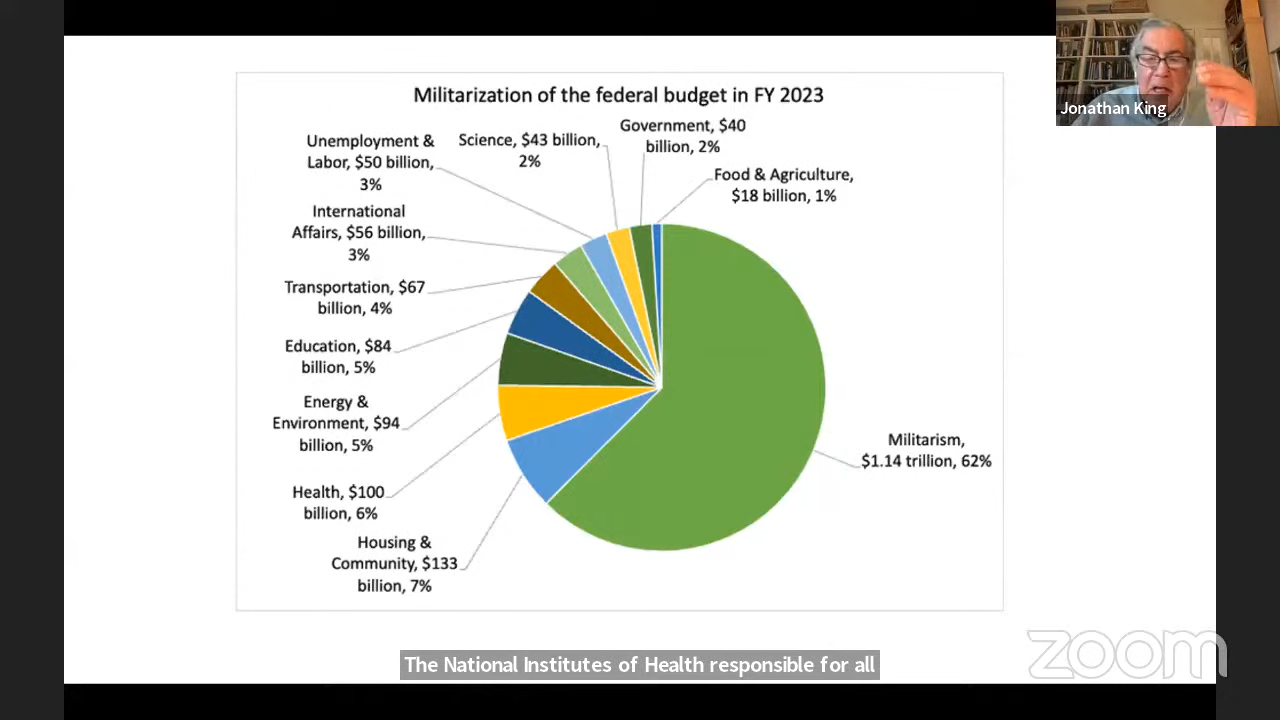 Jonathan King
Militarization of the federal budget in FY 2023
Unemployment &
Labor, $50 billion,
3%
Science, $43 billion,
2%
Government, $40
billion, 2%
Food & Agriculture,
$18 billion, 1%
International
Affairs, $56 billion,
3%
Transportation, $67
billion, 4%
Education, $84
billion, 5%
Energy &
Environment, $94
billion, 5%
Health, $100
billion, 6%
Housing &
Community, $133
billion, 7%
Militarism,
$1.14 trillion, 62%
The National Institutes of Health responsible for all
zoom